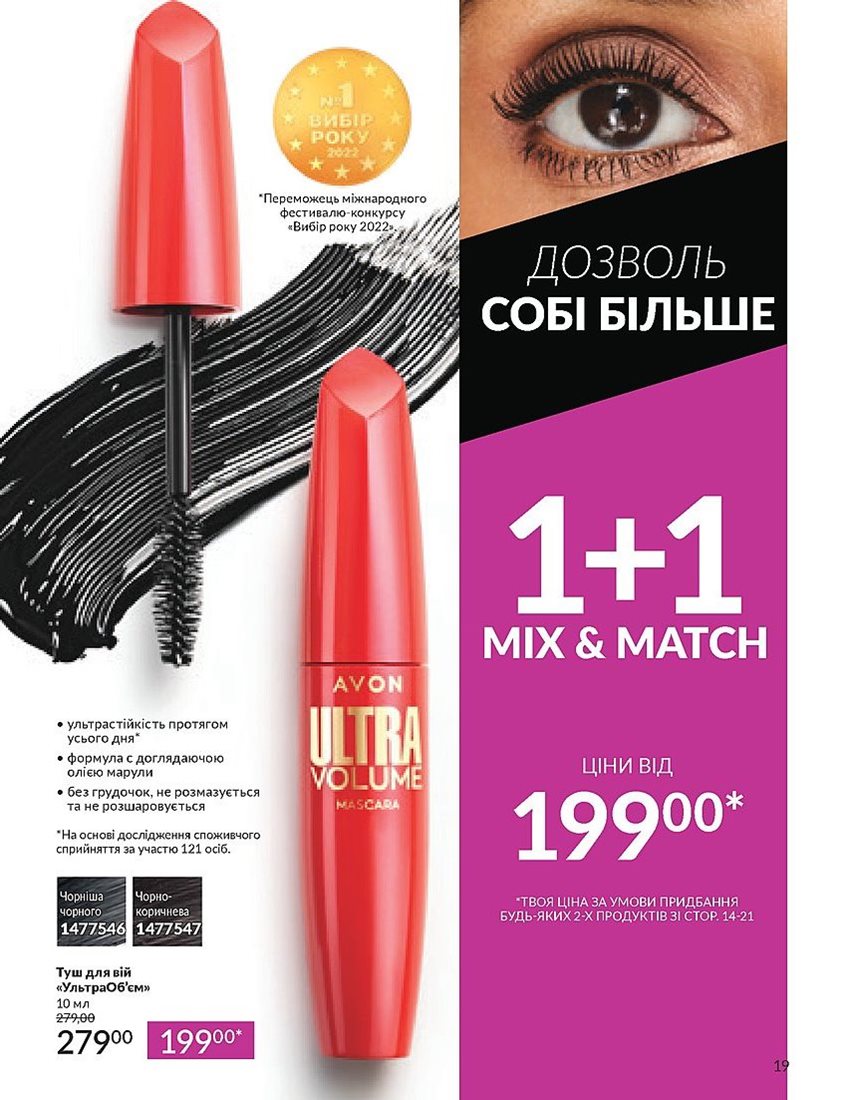 №1
ВИБІР
РОКУ
2022
*Переможець міжнародного
фестивалю-конкурсу
«Вибір року 2022».
ДОЗВОЛЬ
СОБІ БІЛЬШЕ
1+1
MIX & MATCH
ЦІНИ ВІД
19900*
*ТВОЯ ЦІНА ЗА УМОВИ ПРИДБАННЯ
БУДЬ-ЯКИХ 2-Х ПРОДУКТІВ ЗІ СТОР. 14-21
AVON
ULTRA
VOLUME
MASCARA
• ультрастійкість протягом
усього дня*
• формула с доглядаючою
олією марули
• без грудочок, не розмазується
та не розшаровується
*На основі дослідження споживчого
сприйняття за участю 121 осіб.
Чорніша
чорного
1477546
Чорно-
коричнева
1477547
Туш для вій
«УльтраОб'єм»
10 мл
279,00
27900 19900*
19